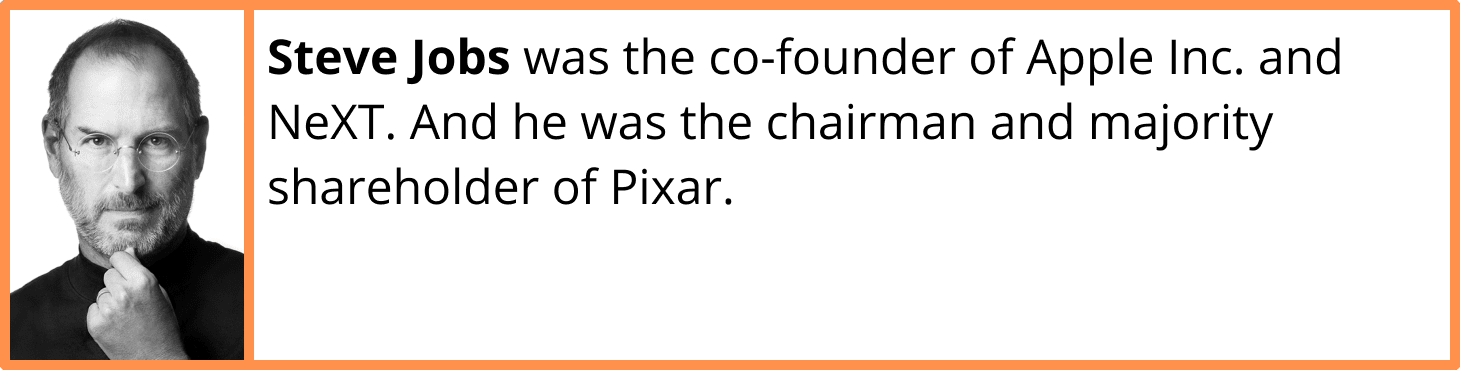 Steve Jobs was the co-founder of Apple Inc. and
NeXT. And he was the chairman and majority
shareholder of Pixar.